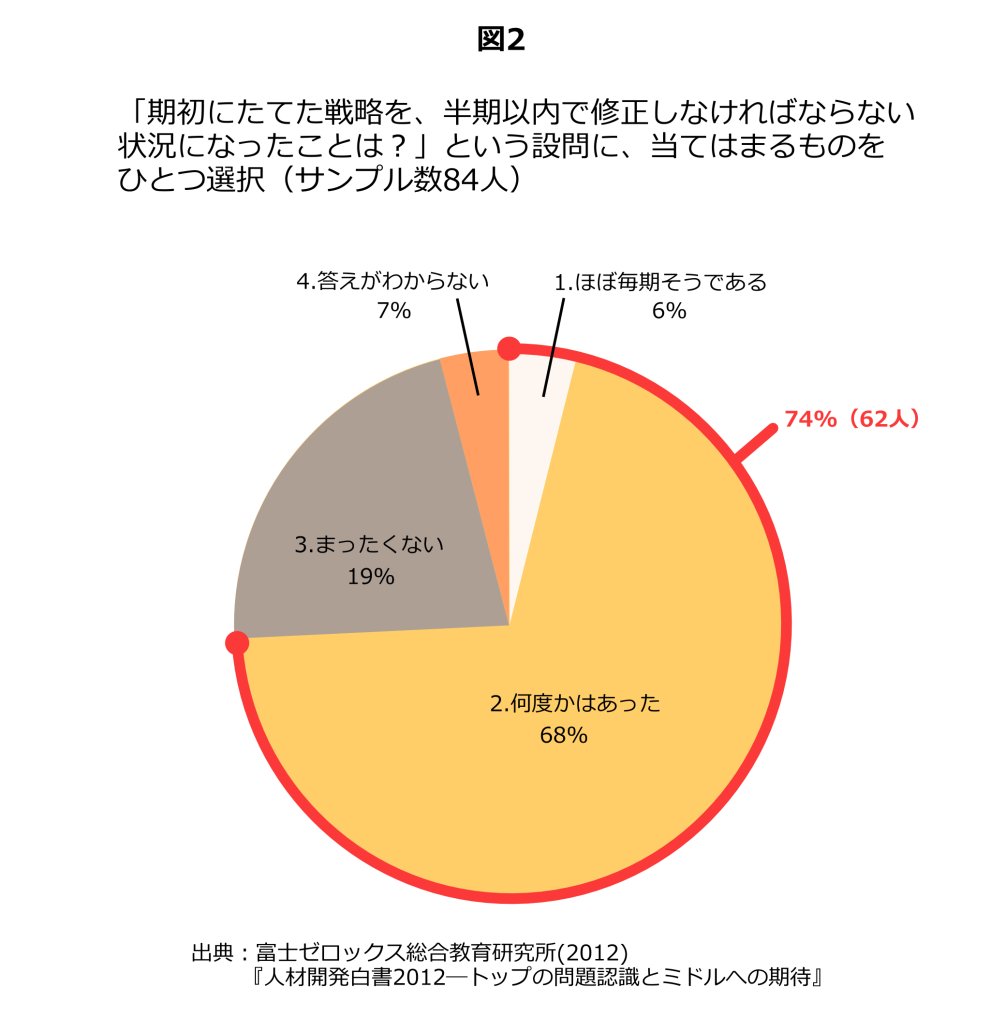 図2
「期初にたてた戦略を、半期以内で修正しなければならない
状況になったことは？」という設問に、当てはまるものを
ひとつ選択（サンプル数84人）
4.答えがわからない
7%
1.ほぼ毎期そうである
6%
74%（62人）
3.まったくない
19%
2.何度かはあった
68%
出典：富士ゼロックス総合教育研究所(2012)
『人材開発白書2012―トップの問題認識とミドルへの期待』